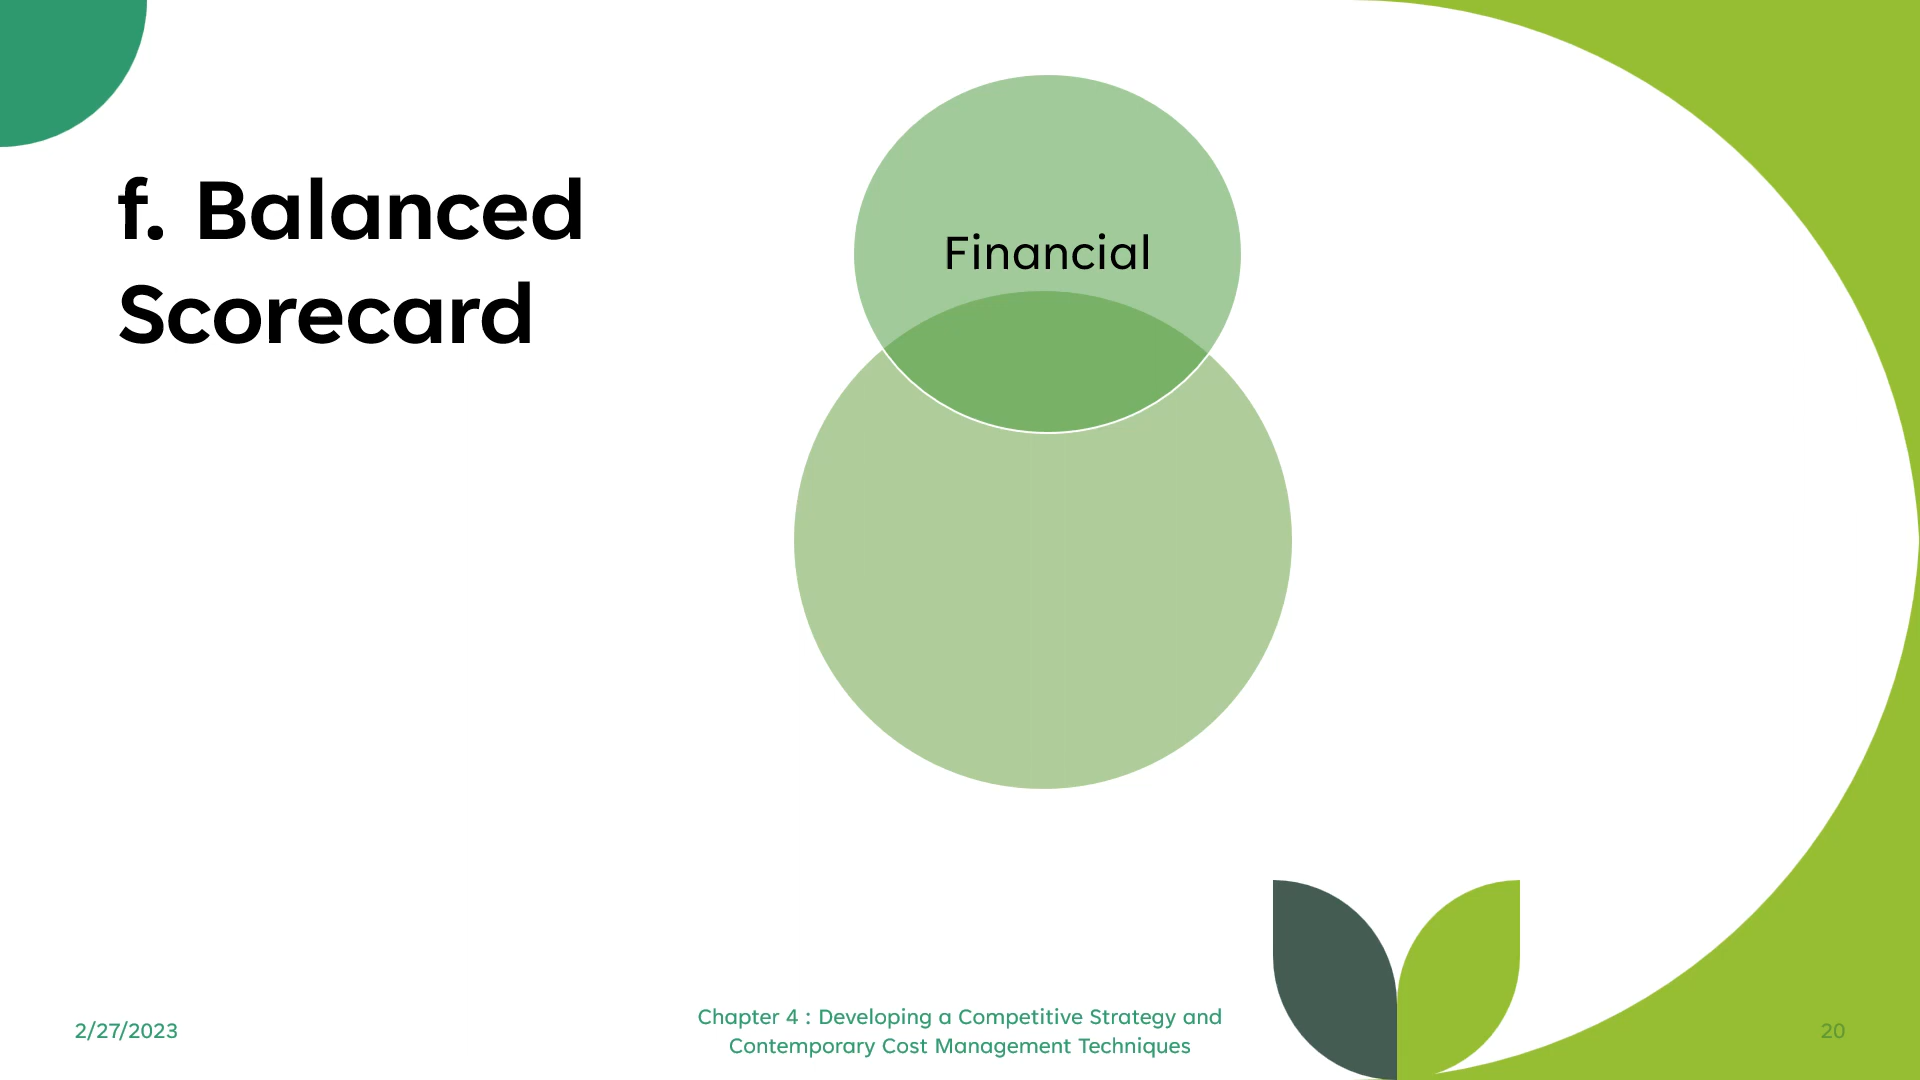 f. Balanced
Scorecard
Financial
2/27/2023
Chapter 4 : Developing a Competitive Strategy and
Contemporary Cost Management Techniques
20